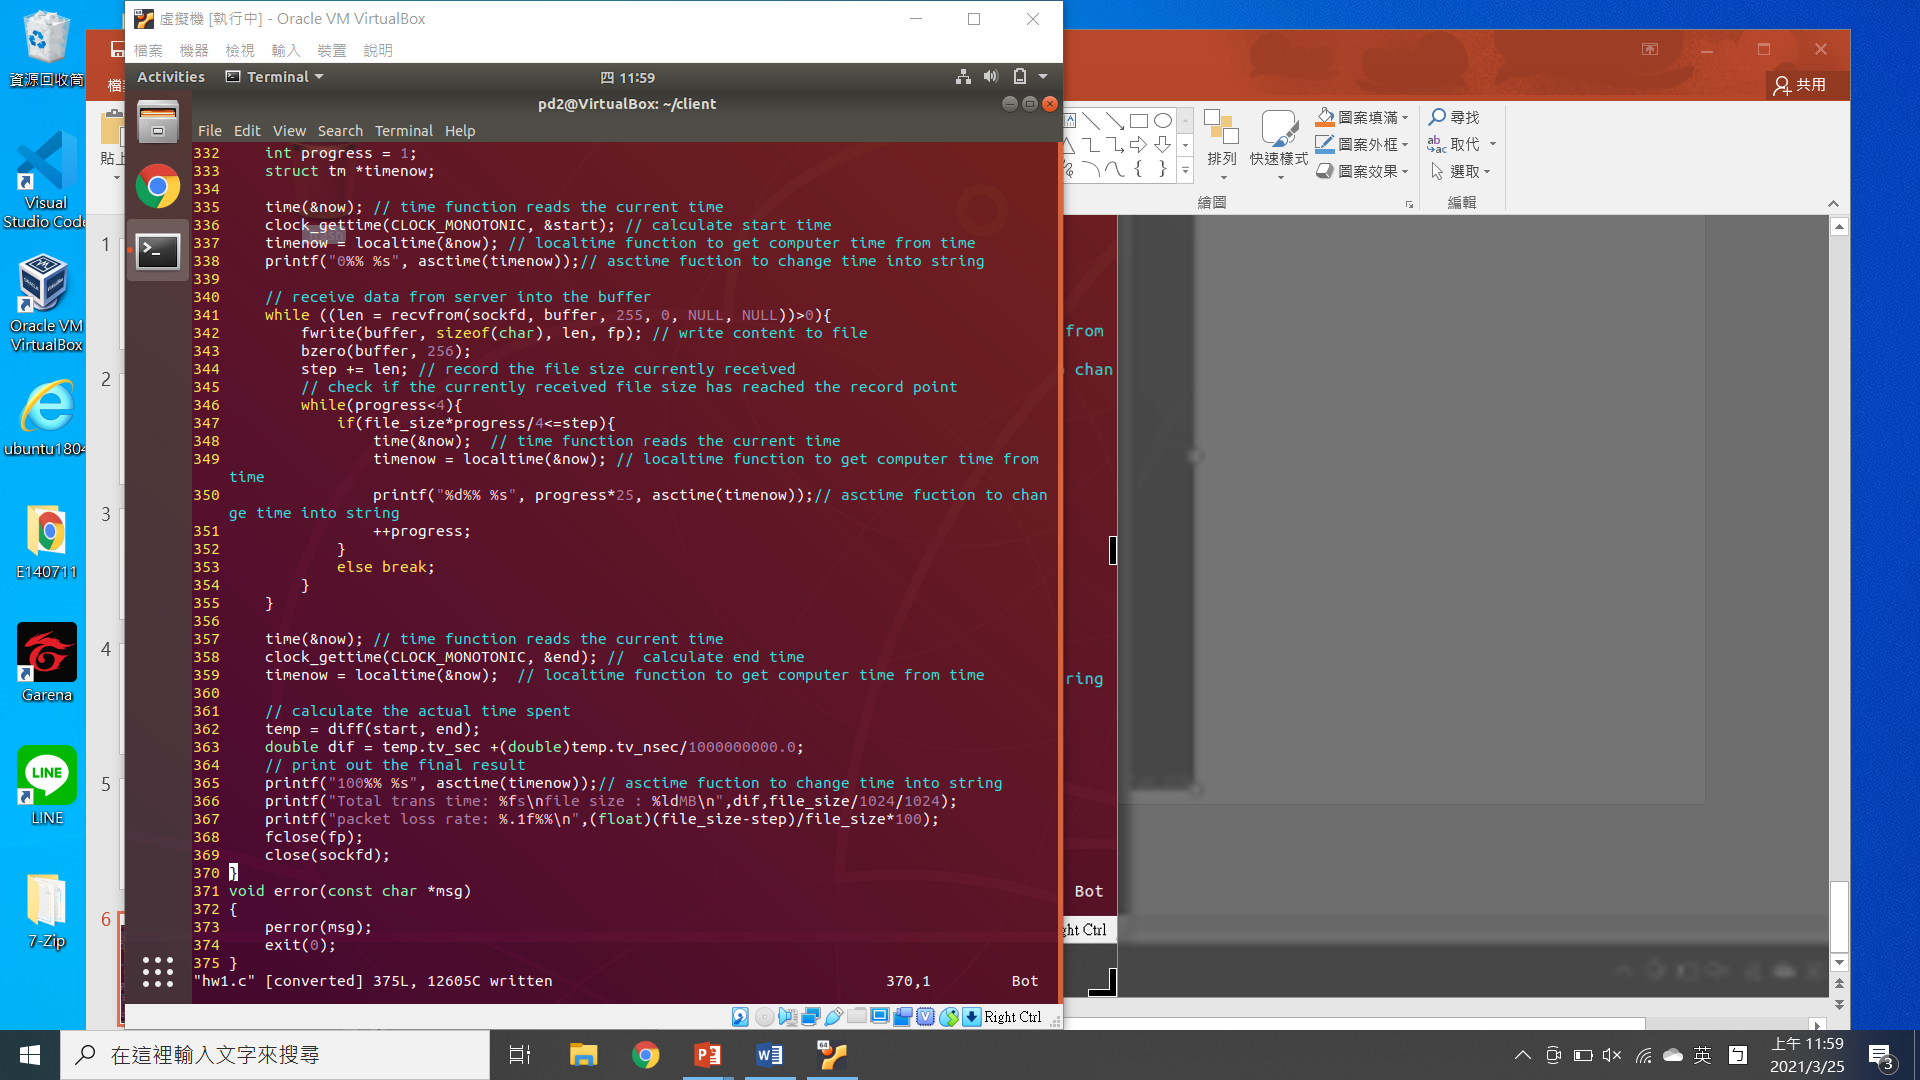 虛擬機 [執行中] - Oracle VM VirtualBox
檔案 機器 檢視 輸入 裝置 說明
Activities Terminal 四 11:59
pd2@VirtualBox: ~/client
File Edit View Search Terminal Help
332     int progress = 1;
333     struct tm *timenow;
334
335     time(&now); // time function reads the current time
336     clock_gettime(CLOCK_MONOTONIC, &start); // calculate start time
337     timenow = localtime(&now); // localtime function to get computer time from time
338     printf("0%% %s", asctime(timenow));// asctime fuction to change time into string
339
340     // receive data from server into the buffer
341     while ((len = recvfrom(sockfd, buffer, 255, 0, NULL, NULL))>0){
342         fwrite(buffer, sizeof(char), len, fp); // write content to file
343         bzero(buffer, 256);
344         step += len; // record the file size currently received
345         // check if the currently received file size has reached the record point
346         while(progress<4){
347             if(file_size*progress/4<=step){
348                 time(&now);  // time function reads the current time
349                 timenow = localtime(&now); // localtime function to get computer time from
time
350                 printf("%d%% %s", progress*25, asctime(timenow));// asctime fuction to chan
ge time into string
351                 ++progress;
352             }
353             else break;
354         }
355     }
356
357     time(&now); // time function reads the current time
358     clock_gettime(CLOCK_MONOTONIC, &end); //  calculate end time
359     timenow = localtime(&now);  // localtime function to get computer time from time
360
361     // calculate the actual time spent
362     temp = diff(start, end);
363     double dif = temp.tv_sec +(double)temp.tv_nsec/1000000000.0;
364     // print out the final result
365     printf("100%% %s", asctime(timenow));// asctime fuction to change time into string
366     printf("Total trans time: %fs\nfile size : %ldMB\n",dif,file_size/1024/1024);
367     printf("packet loss rate: %.1f%%\n",(float)(file_size-step)/file_size*100);
368     fclose(fp);
369     close(sockfd);
370 }
371 void error(const char *msg)
372 {
373     perror(msg);
374     exit(0);
375 }
"hw1.c" [converted] 375L, 12605C written 370,1 Bot
Right Ctrl
資源回收筒
Visual
Studio Code
Oracle VM
VirtualBox
ubuntu1804
E140711
Garena
LINE
7-Zip
檔
貼上
1
2
3
4
5
6
共用
排列
快速樣式
圖案填滿
圖案外框
圖案效果
繪圖
尋找
取代
選取
編輯
from
chan
ring
Bot
ght Ctrl
在這裡輸入文字來搜尋
英
ㄅ
上午 11:59
2021/3/25
3